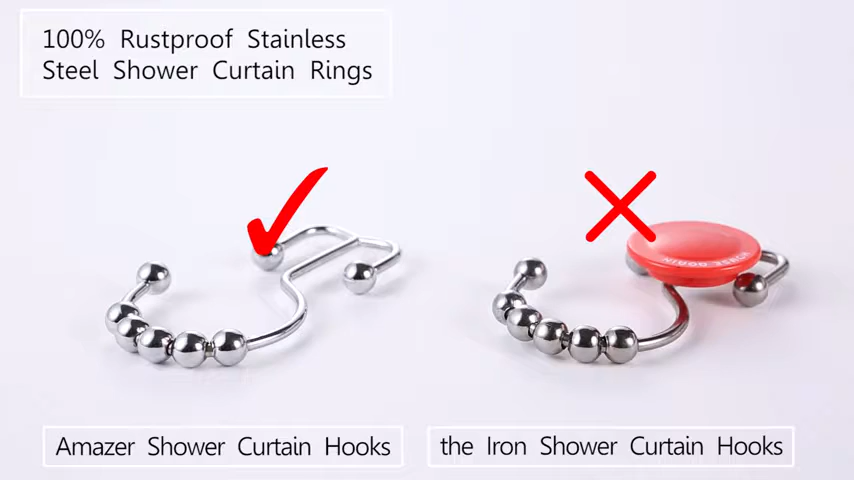 100% Rustproof Stainless
Steel Shower Curtain Rings
Amazer Shower Curtain Hooks
the Iron Shower Curtain Hooks